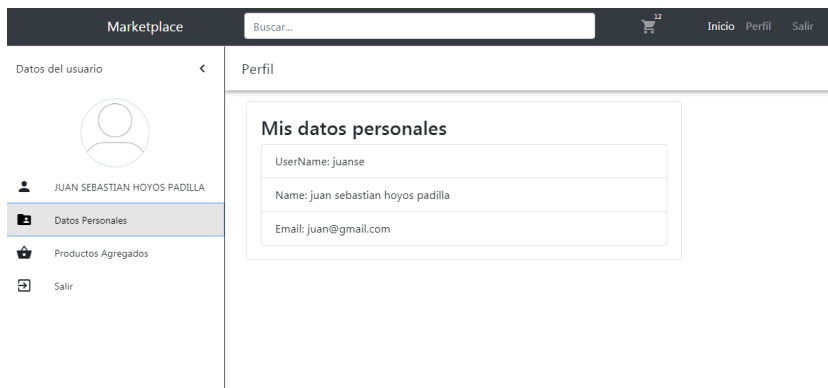 Marketplace
Buscar...
12
Inicio Perfil Salir
Datos del usuario
Perfil
JUAN SEBASTIAN HOYOS PADILLA
Datos Personales
Productos Agregados
Salir
Mis datos personales
UserName: juanse
Name: juan sebastian hoyos padilla
Email: juan@gmail.com